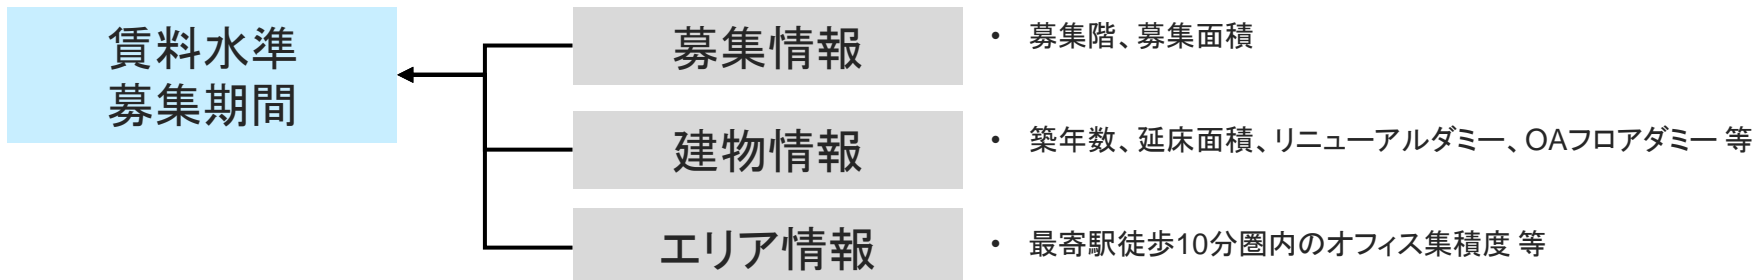 賃料水準
募集期間
募集情報
• 募集階、募集面積
建物情報
• 築年数、延床面積、リニューアルダミー、OAフロアダミー 等
エリア情報
• 最寄駅徒歩10分圏内のオフィス集積度 等